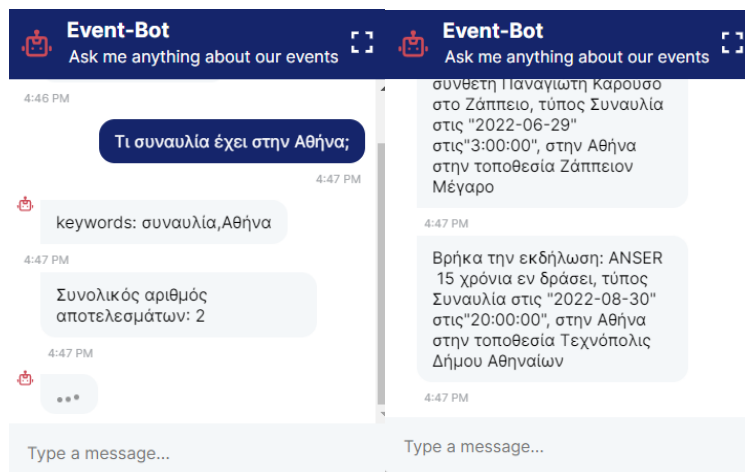 Event-Bot
Ask me anything about our events
4:46 PM
Τι συναυλία έχει στην Αθήνα;
4:47 PM
keywords: συναυλία,Αθήνα
4:47 PM
Συνολικός αριθμός
αποτελεσμάτων: 2
4:47 PM
Type a message...
Event-Bot
Ask me anything about our events
συνθέτη Παναγιώτη Καρούσο
στο Ζάππειο, τύπος Συναυλία
στις "2022-06-29"
στις"3:00:00", στην Αθήνα
στην τοποθεσία Ζάππειον
Μέγαρο
4:47 PM
Βρήκα την εκδήλωση: ANSER
15 χρόνια εν δράσει, τύπος
Συναυλία στις "2022-08-30"
στις"20:00:00", στην Αθήνα
στην τοποθεσία Τεχνόπολις
Δήμου Αθηναίων
4:47 PM
Type a message...